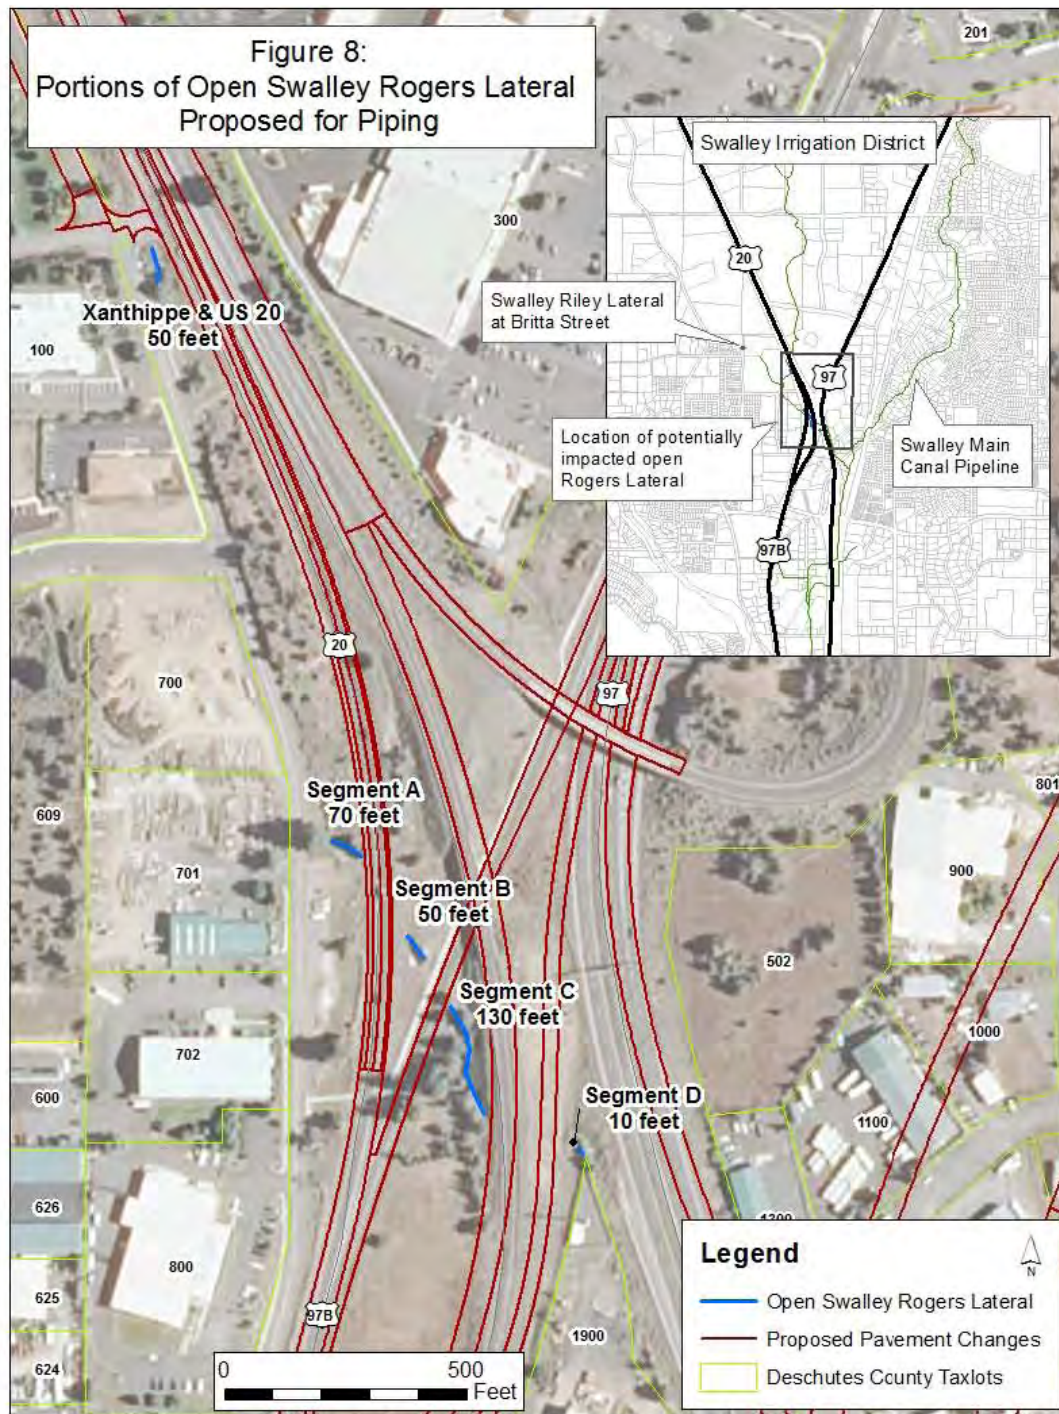 Figure 8:
Portions of Open Swalley Rogers Lateral
Proposed for Piping
201
Swalley Irrigation District
300
20
Swalley Riley Lateral
at Britta Street
97
Location of potentially
impacted open
Rogers Lateral
Swalley Main
Canal Pipeline
97B
Xanthippe & US 20
50 feet
100
20
700
97
Segment A
70 feet
609
701
801
900
Segment B
50 feet
502
Segment C
130 feet
702
1000
600
Segment D
10 feet
1100
626
800
625
97B
1900
624
0
500
Feet
Legend
N
Open Swalley Rogers Lateral
Proposed Pavement Changes
Deschutes County Taxlots